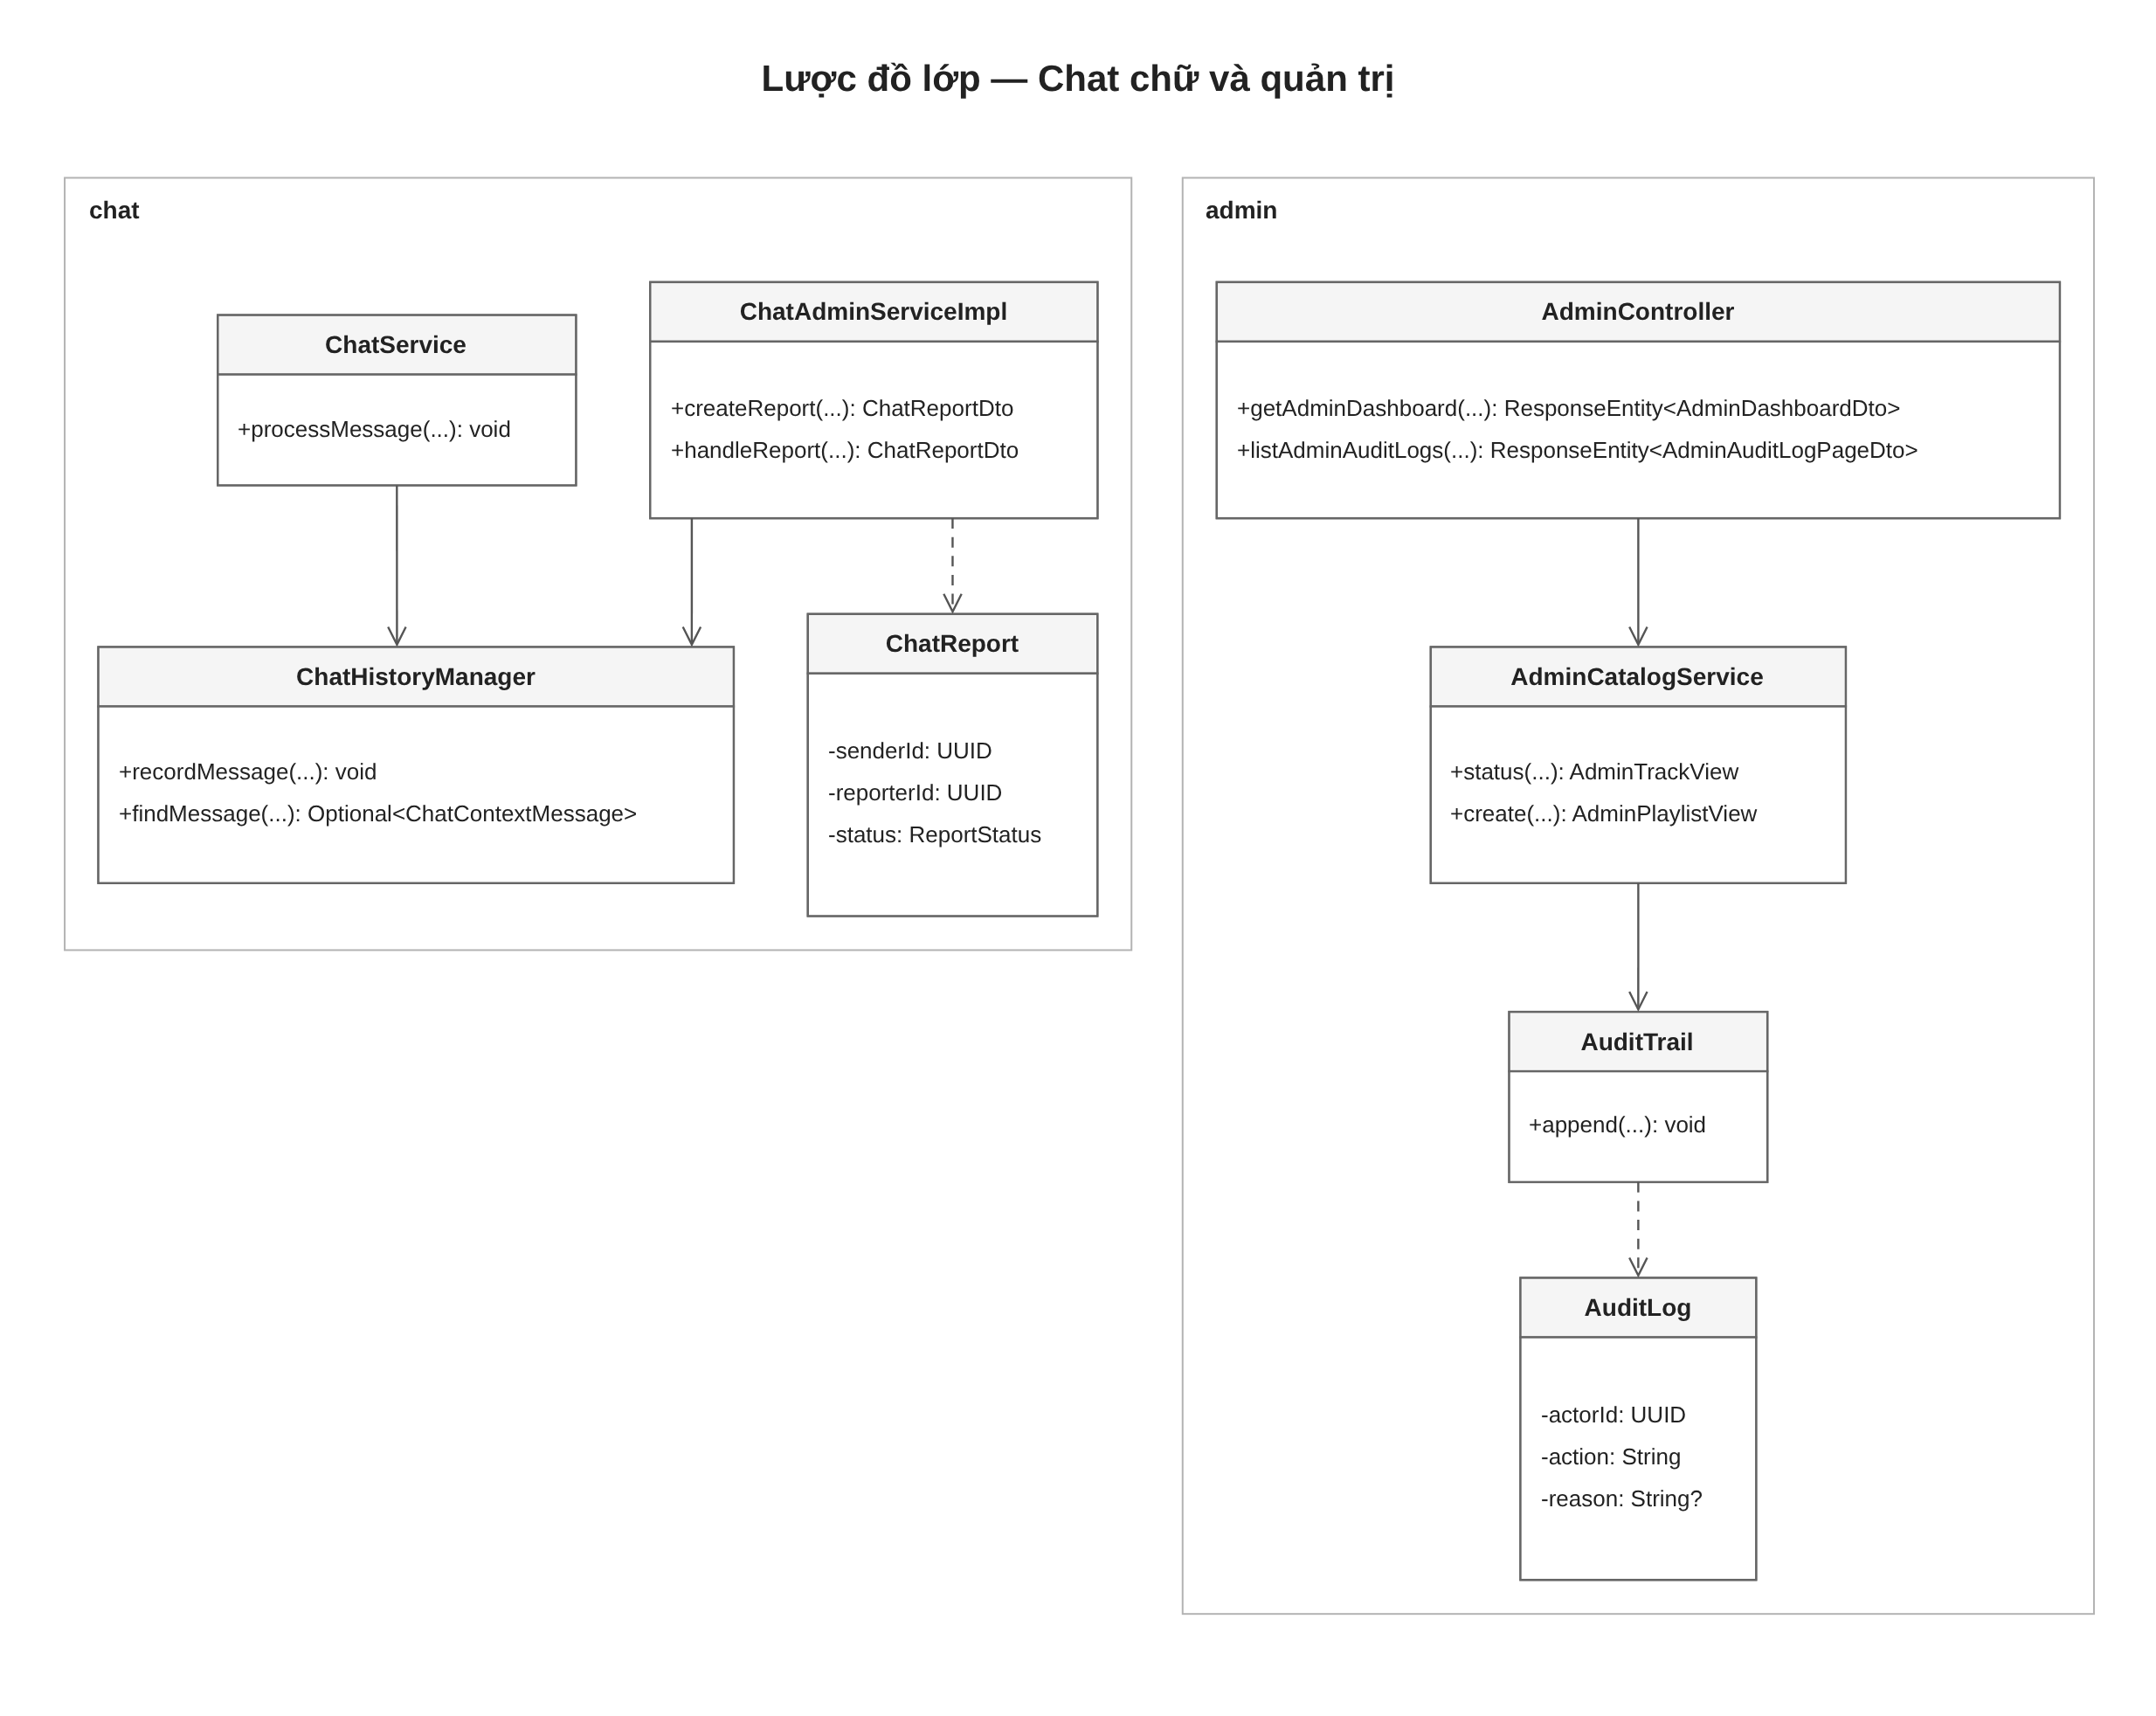 Lược đồ lớp — Chat chữ và quản trị
chat
ChatService
+processMessage(...): void
ChatAdminServiceImpl
+createReport(...): ChatReportDto
+handleReport(...): ChatReportDto
ChatHistoryManager
+recordMessage(...): void
+findMessage(...): Optional<ChatContextMessage>
ChatReport
-senderId: UUID
-reporterId: UUID
-status: ReportStatus
admin
AdminController
+getAdminDashboard(...): ResponseEntity<AdminDashboardDto>
+listAdminAuditLogs(...): ResponseEntity<AdminAuditLogPageDto>
AdminCatalogService
+status(...): AdminTrackView
+create(...): AdminPlaylistView
AuditTrail
+append(...): void
AuditLog
-actorId: UUID
-action: String
-reason: String?